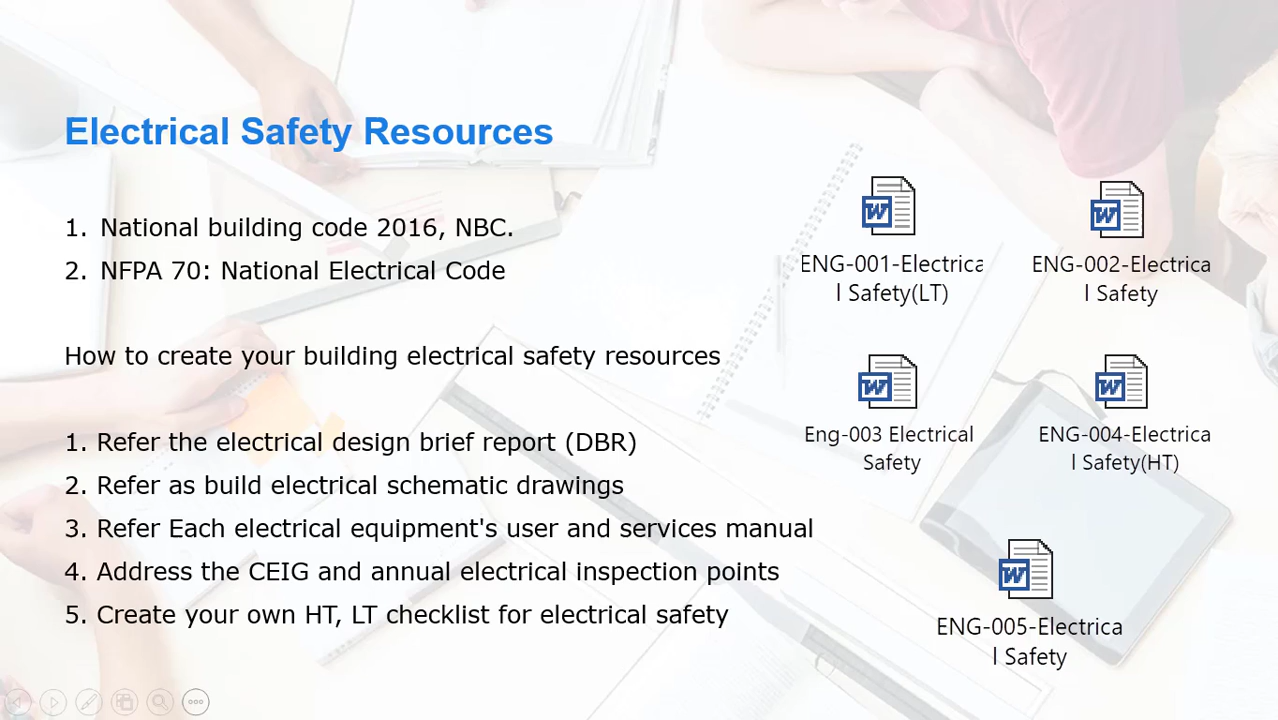 Electrical Safety Resources
1. National building code 2016, NBC.
2. NFPA 70: National Electrical Code
How to create your building electrical safety resources
1. Refer the electrical design brief report (DBR)
2. Refer as build electrical schematic drawings
3. Refer Each electrical equipment's user and services manual
4. Address the CEIG and annual electrical inspection points
5. Create your own HT, LT checklist for electrical safety
ENG-001-Electrica
l Safety(LT)
ENG-002-Electrica
l Safety
Eng-003 Electrical
Safety
ENG-004-Electrica
l Safety(HT)
ENG-005-Electrica
l Safety